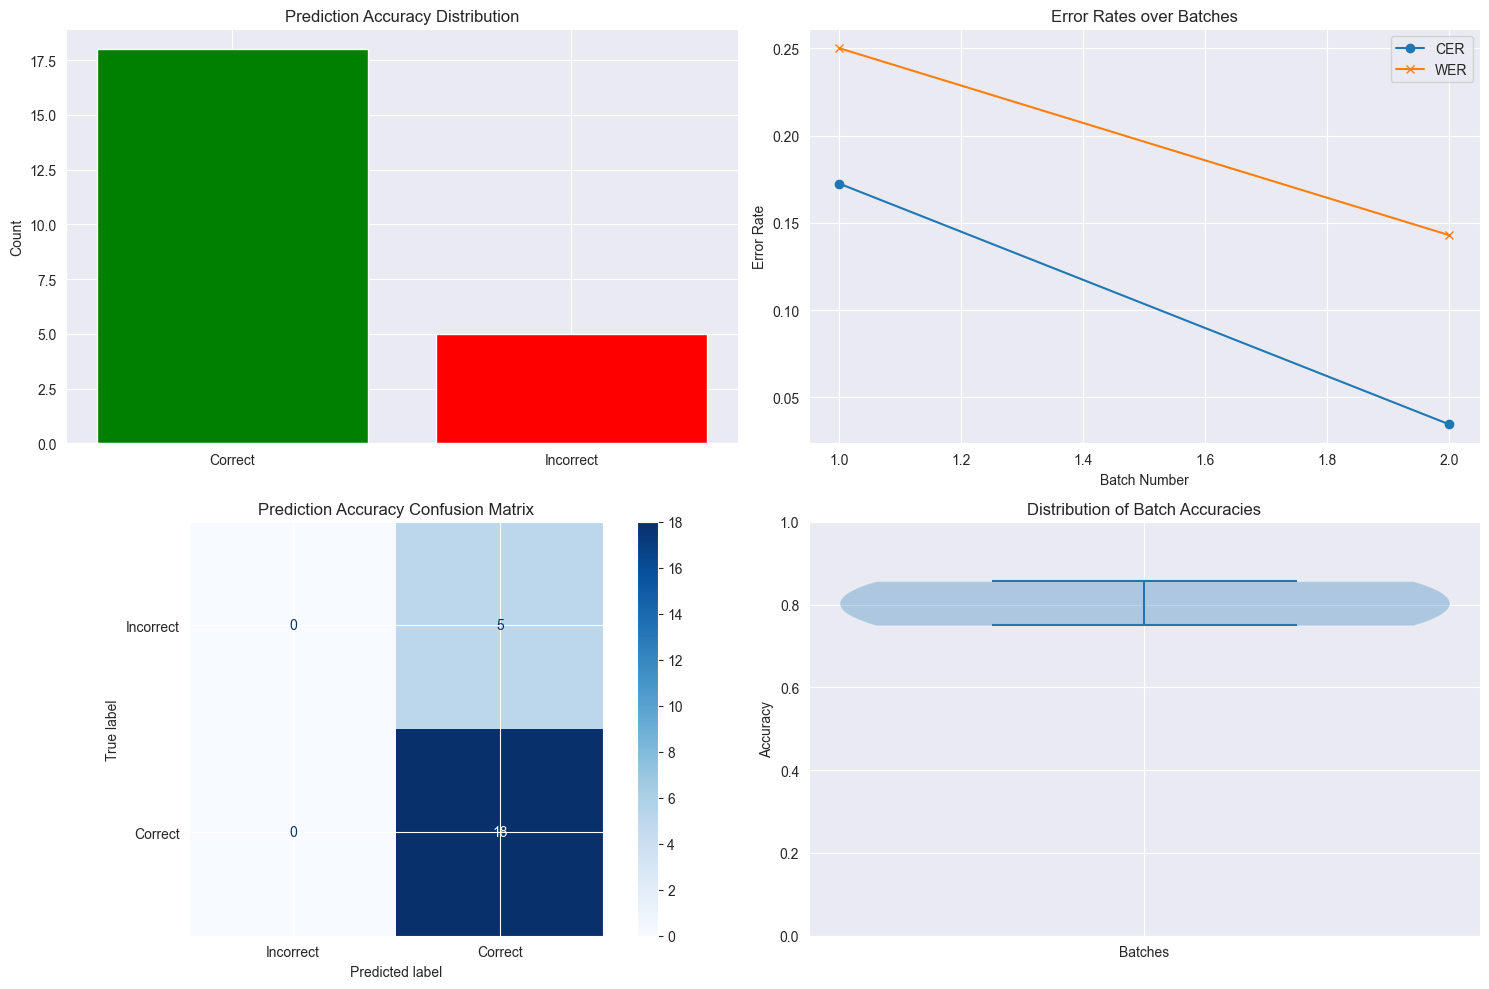 Prediction Accuracy Distribution
Count
17.5
15.0
12.5
10.0
7.5
5.0
2.5
0.0
Correct Incorrect
Error Rates over Batches
Error Rate
0.25
0.20
0.15
0.10
0.05
CER
WER
1.0 1.2 1.4 1.6 1.8 2.0
Batch Number
Prediction Accuracy Confusion Matrix
True label
Incorrect
Correct
0 5
0 18
Incorrect Correct
Predicted label
18
16
14
12
10
8
6
4
2
0
Distribution of Batch Accuracies
Accuracy
1.0
0.8
0.6
0.4
0.2
0.0
Batches